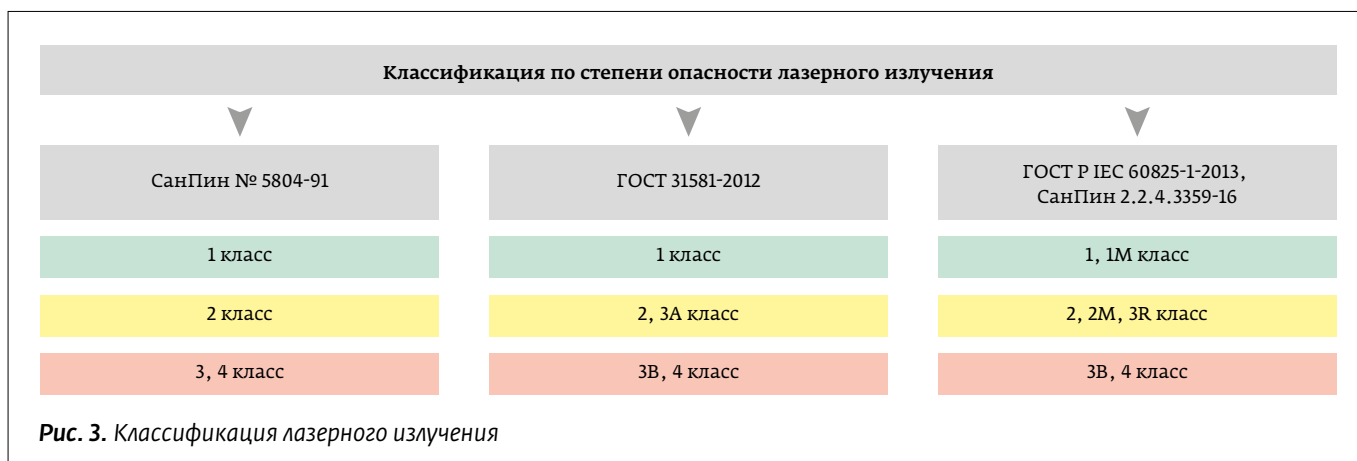 Классификация по степени опасности лазерного излучения
СанПин № 5804-91
ГОСТ 31581-2012
ГОСТ Р IEC 60825-1-2013,
СанПин 2.2.4.3359-16
1 класс
1 класс
1, 1М класс
2 класс
2, 3А класс
2, 2М, 3R класс
3, 4 класс
3В, 4 класс
3В, 4 класс
Рис. 3. Классификация лазерного излучения